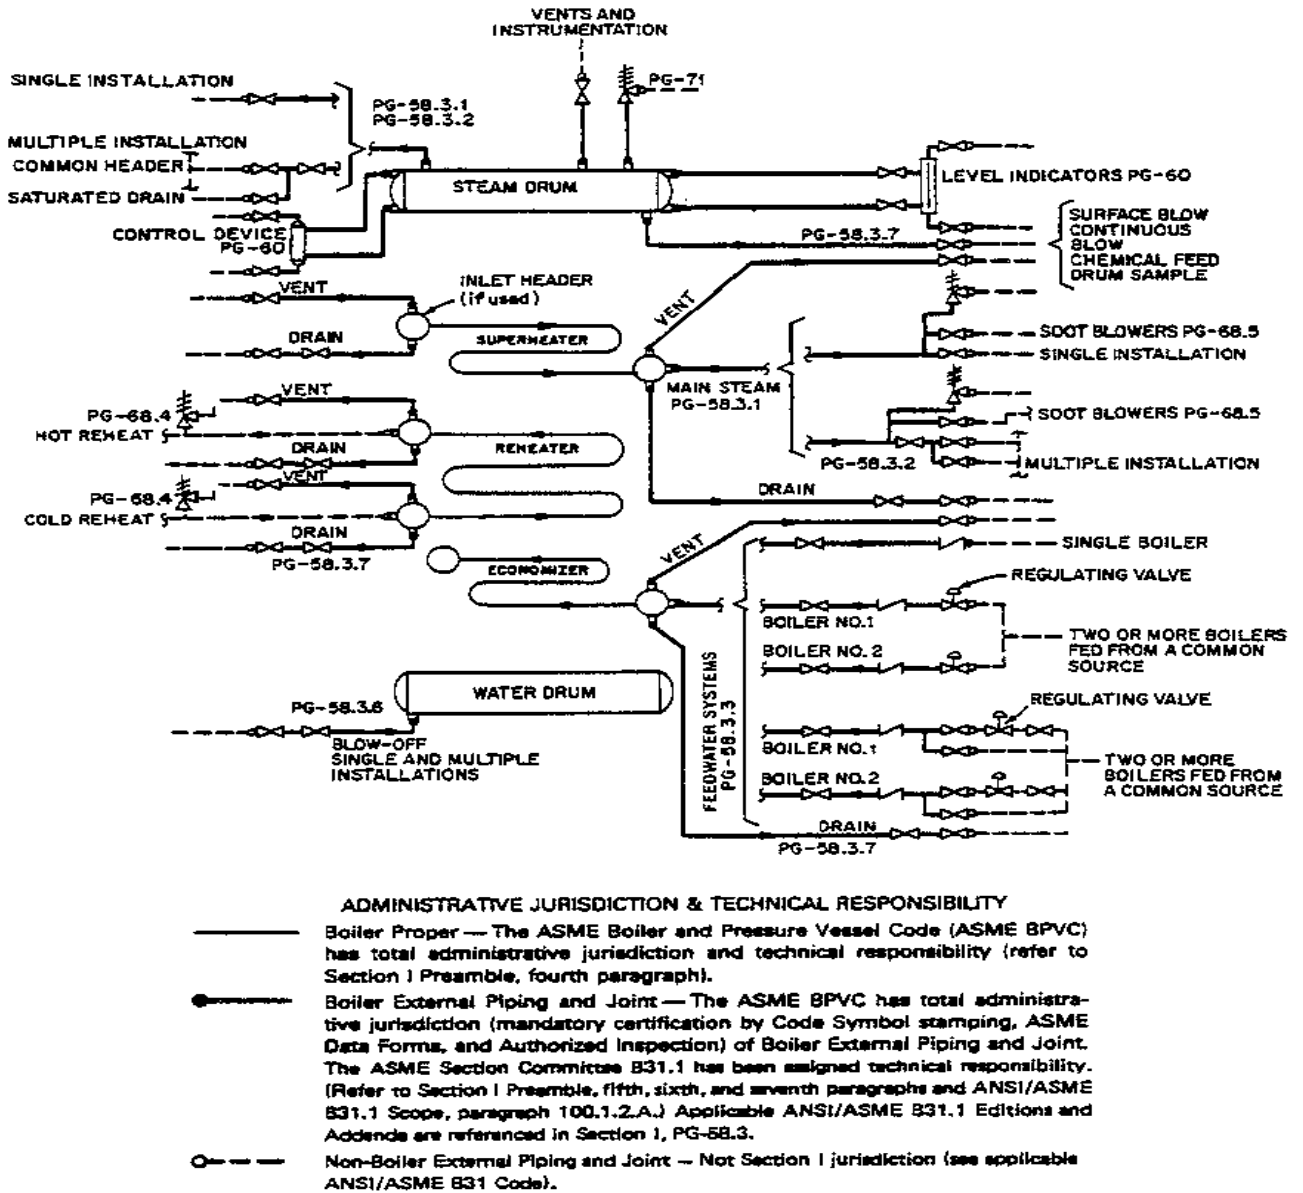 VENTS AND
INSTRUMENTATION
SINGLE INSTALLATION
PG-71
PG-58.3.1
PG-58.3.2
MULTIPLE INSTALLATION
COMMON HEADER
SATURATED DRAIN
STEAM DRUM
LEVEL INDICATORS PG-60
CONTROL DEVICE
PG-60
PG-58.3.7
SURFACE BLOW
CONTINUOUS
BLOW
CHEMICAL FEED
DRUM SAMPLE
VENT
INLET HEADER
(if used)
VENT
DRAIN
SUPERHEATER
SOOT BLOWERS PG-68.5
SINGLE INSTALLATION
MAIN STEAM
PG-58.3.1
VENT
PG-68.4
HOT REHEAT
DRAIN
REHEATER
SOOT BLOWERS PG-68.5
PG-58.3.2
MULTIPLE INSTALLATION
VENT
PG-68.4
COLD REHEAT
DRAIN
DRAIN
PG-58.3.7
VENT
ECONOMIZER
SINGLE BOILER
REGULATING VALVE
BOILER NO.1
BOILER NO. 2
TWO OR MORE BOILERS
FED FROM A COMMON
SOURCE
FEEDWATER SYSTEMS
PG-58.3.3
WATER DRUM
PG-58.3.6
REGULATING VALVE
BLOW-OFF
SINGLE AND MULTIPLE
INSTALLATIONS
BOILER NO.1
BOILER NO.2
TWO OR MORE
BOILERS FED FROM
A COMMON SOURCE
DRAIN
PG-58.3.7
ADMINISTRATIVE JURISDICTION & TECHNICAL RESPONSIBILITY
Boiler Proper — The ASME Boiler and Pressure Vessel Code (ASME BPVC)
has total administrative jurisdiction and technical responsibility (refer to
Section I Preamble, fourth paragraph).
Boiler External Piping and Joint — The ASME BPVC has total administra-
tive jurisdiction (mandatory certification by Code Symbol stamping, ASME
Data Forms, and Authorized Inspection) of Boiler External Piping and Joint.
The ASME Section Committee B31.1 has been assigned technical responsibility.
(Refer to Section I Preamble, fifth, sixth, and seventh paragraphs and ANSI/ASME
B31.1 Scope, paragraph 100.1.2.A.) Applicable ANSI/ASME B31.1 Editions and
Addenda are referenced in Section I, PG-58.3.
Non-Boiler External Piping and Joint — Not Section I jurisdiction (see applicable
ANSI/ASME B31 Code).